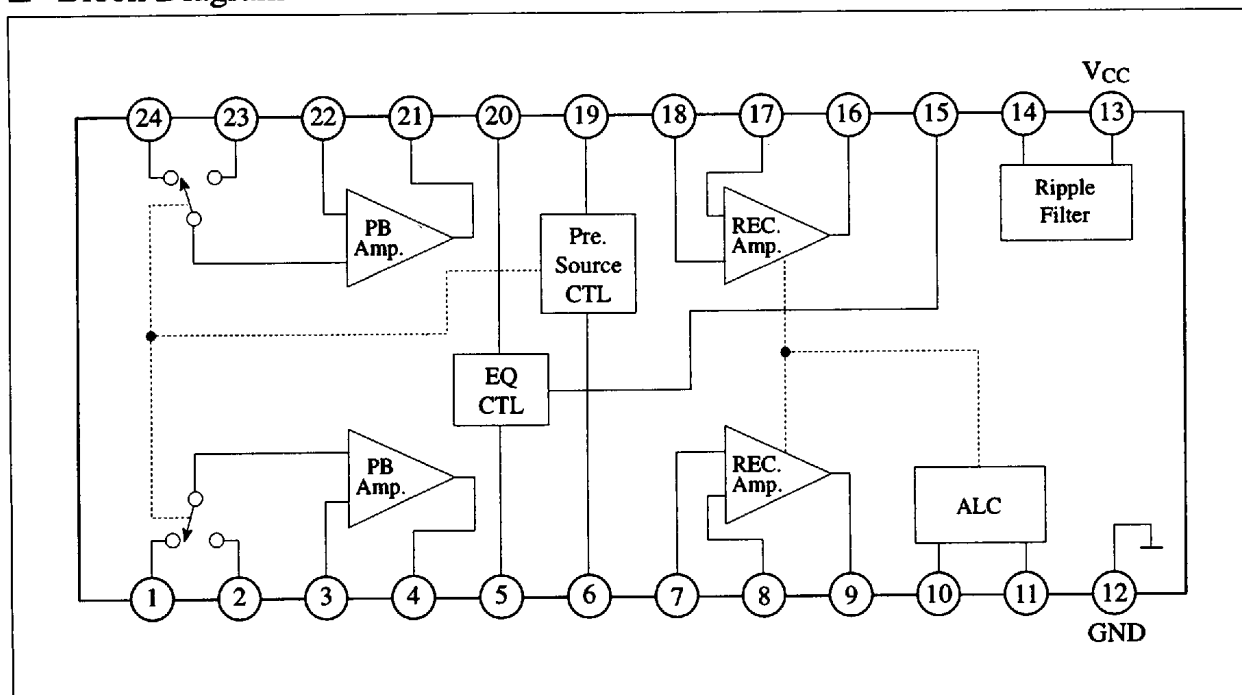 VCC
24 23 22 21 20 19 18 17 16 15 14 13
Ripple
Filter
PB
Amp.
Pre.
Source
CTL
REC.
Amp.
EQ
CTL
PB
Amp.
REC.
Amp.
ALC
1 2 3 4 5 6 7 8 9 10 11 12
GND